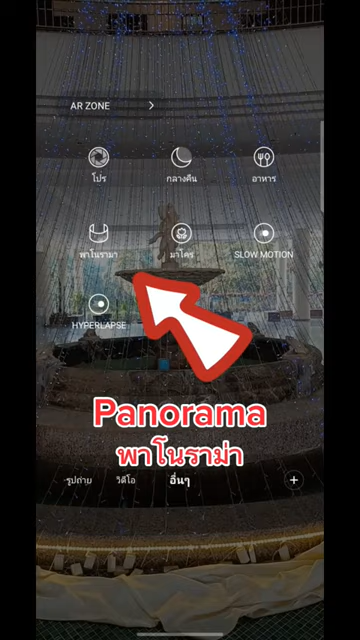 AR ZONE
โปร
กลางคืน
อาหาร
พาโนรามา
มาโคร
SLOW MOTION
HYPERLAPSE
Panorama
พาโนราม่า
รูปถ่าย วิดีโอ อื่นๆ